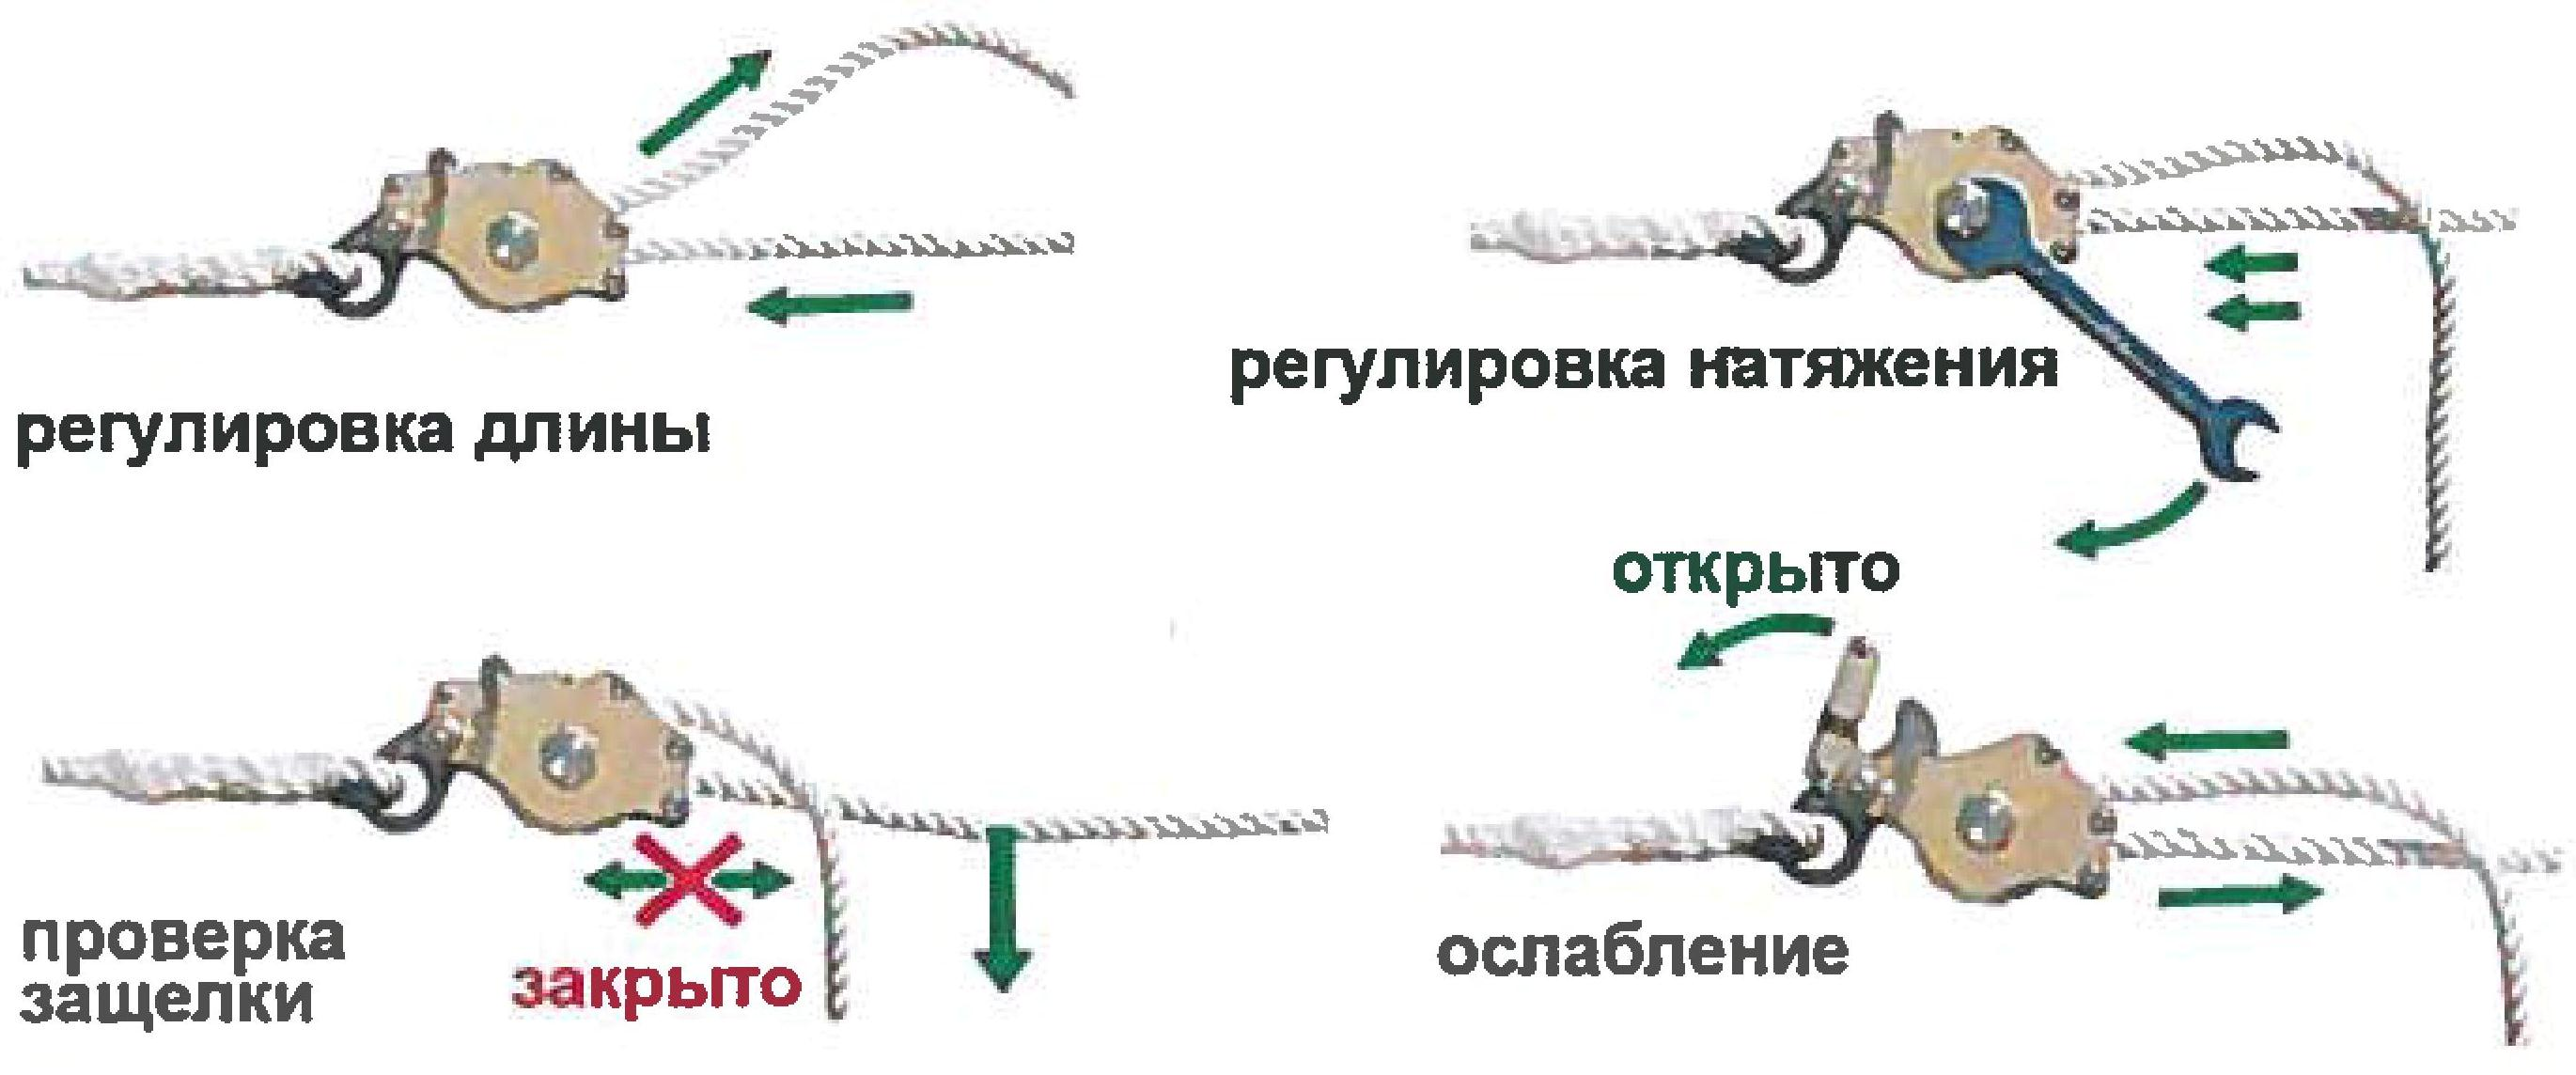 регулировка длины
регулировка натяжения
проверка
защелки
закрыто
открыто
ослабление